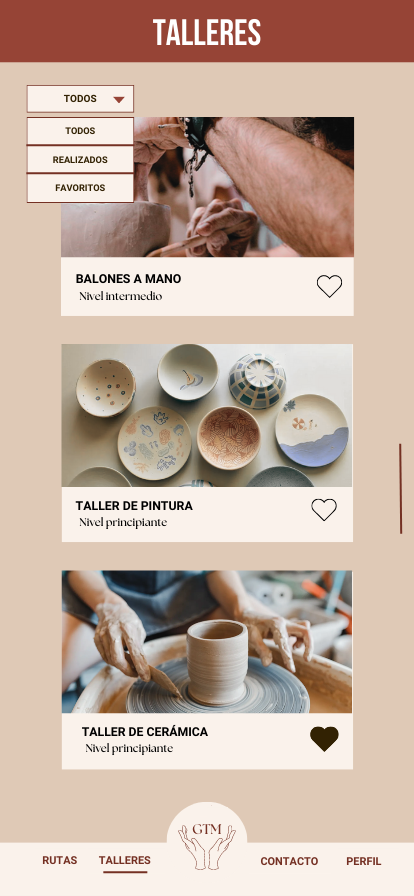 TALLERES
TODOS
TODOS
REALIZADOS
FAVORITOS
BALONES A MANO
Nivel intermedio
TALLER DE PINTURA
Nivel principiante
TALLER DE CERÁMICA
Nivel principiante
GTM
RUTAS TALLERES CONTACTO PERFIL